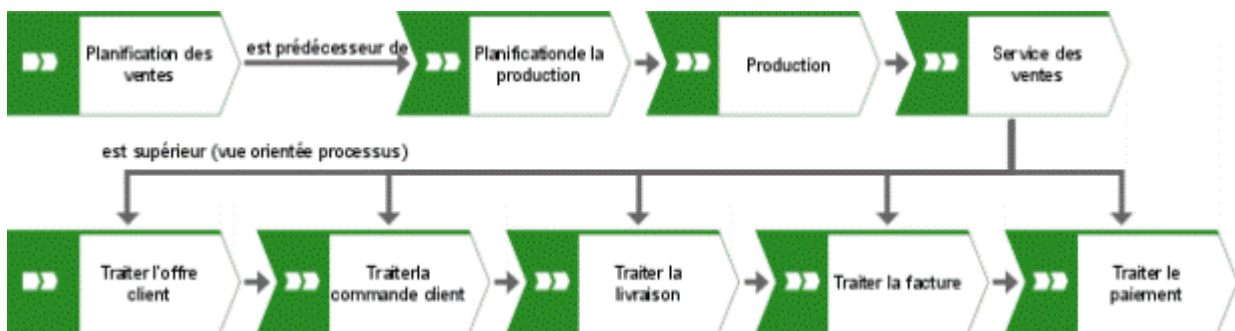 Planification des
ventes
est prédécesseur de
Planificationde la
production
Production
Service des
ventes
est supérieur (vue orientée processus)
Traiter l'offre
client
Traiterla
commande client
Traiter la
livraison
Traiter la facture
Traiter le
paiement